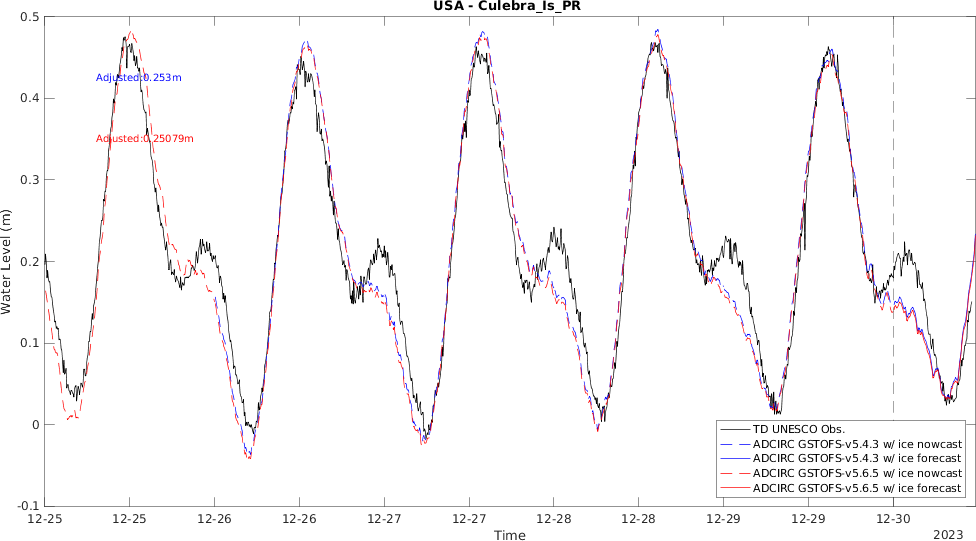 USA - Culebra_Is_PR
0.5
0.4
0.3
0.2
0.1
0
-0.1
Water Level (m)
Adjusted:0.253m
Adjusted:0.25079m
TD UNESCO Obs.
ADCIRC GSTOFS-v5.4.3 w/ ice nowcast
ADCIRC GSTOFS-v5.4.3 w/ ice forecast
ADCIRC GSTOFS-v5.6.5 w/ ice nowcast
ADCIRC GSTOFS-v5.6.5 w/ ice forecast
12-25 12-25 12-26 12-26 12-27 12-27 12-28 12-28 12-29 12-29 12-30
Time
2023